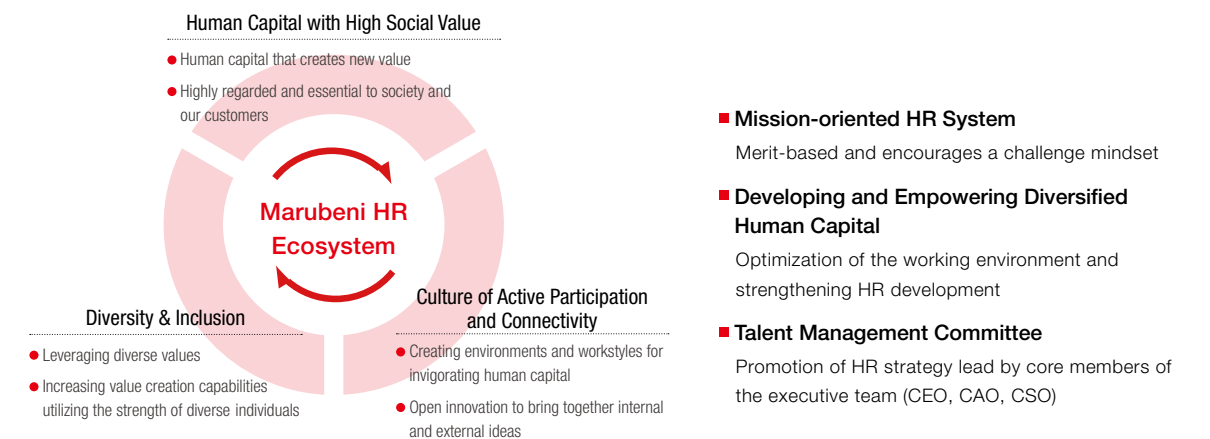 Human Capital with High Social Value
● Human capital that creates new value
● Highly regarded and essential to society and
our customers
Marubeni HR
Ecosystem
Diversity & Inclusion
● Leveraging diverse values
● Increasing value creation capabilities
utilizing the strength of diverse individuals
Culture of Active Participation
and Connectivity
● Creating environments and workstyles for
invigorating human capital
● Open innovation to bring together internal
and external ideas
■ Mission-oriented HR System
Merit-based and encourages a challenge mindset
■ Developing and Empowering Diversified
Human Capital
Optimization of the working environment and
strengthening HR development
■ Talent Management Committee
Promotion of HR strategy lead by core members of
the executive team (CEO, CAO, CSO)